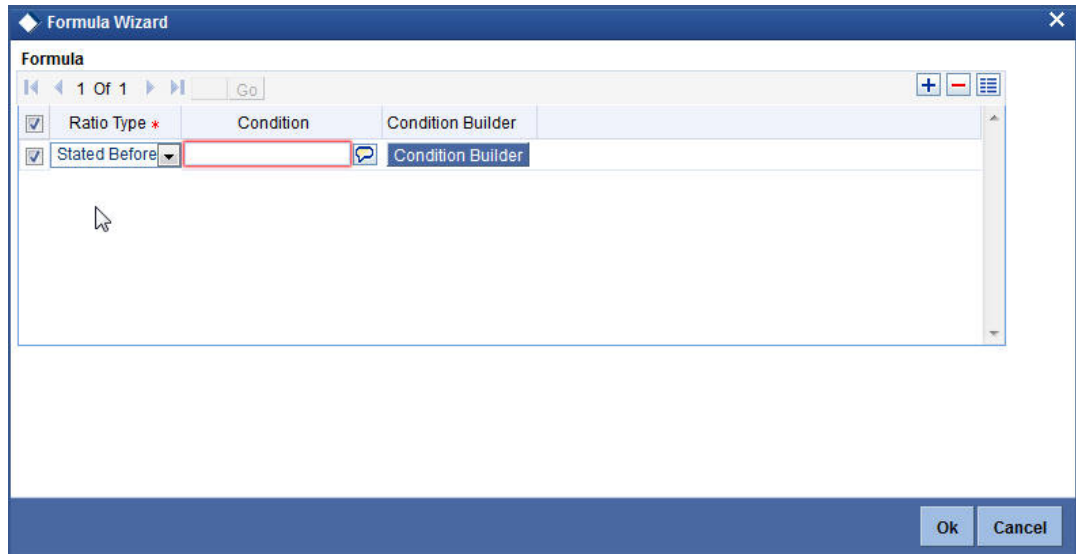 Formula Wizard
Formula
1 Of 1 Go
Ratio Type * Condition Condition Builder
Stated Before Condition Builder
Ok Cancel